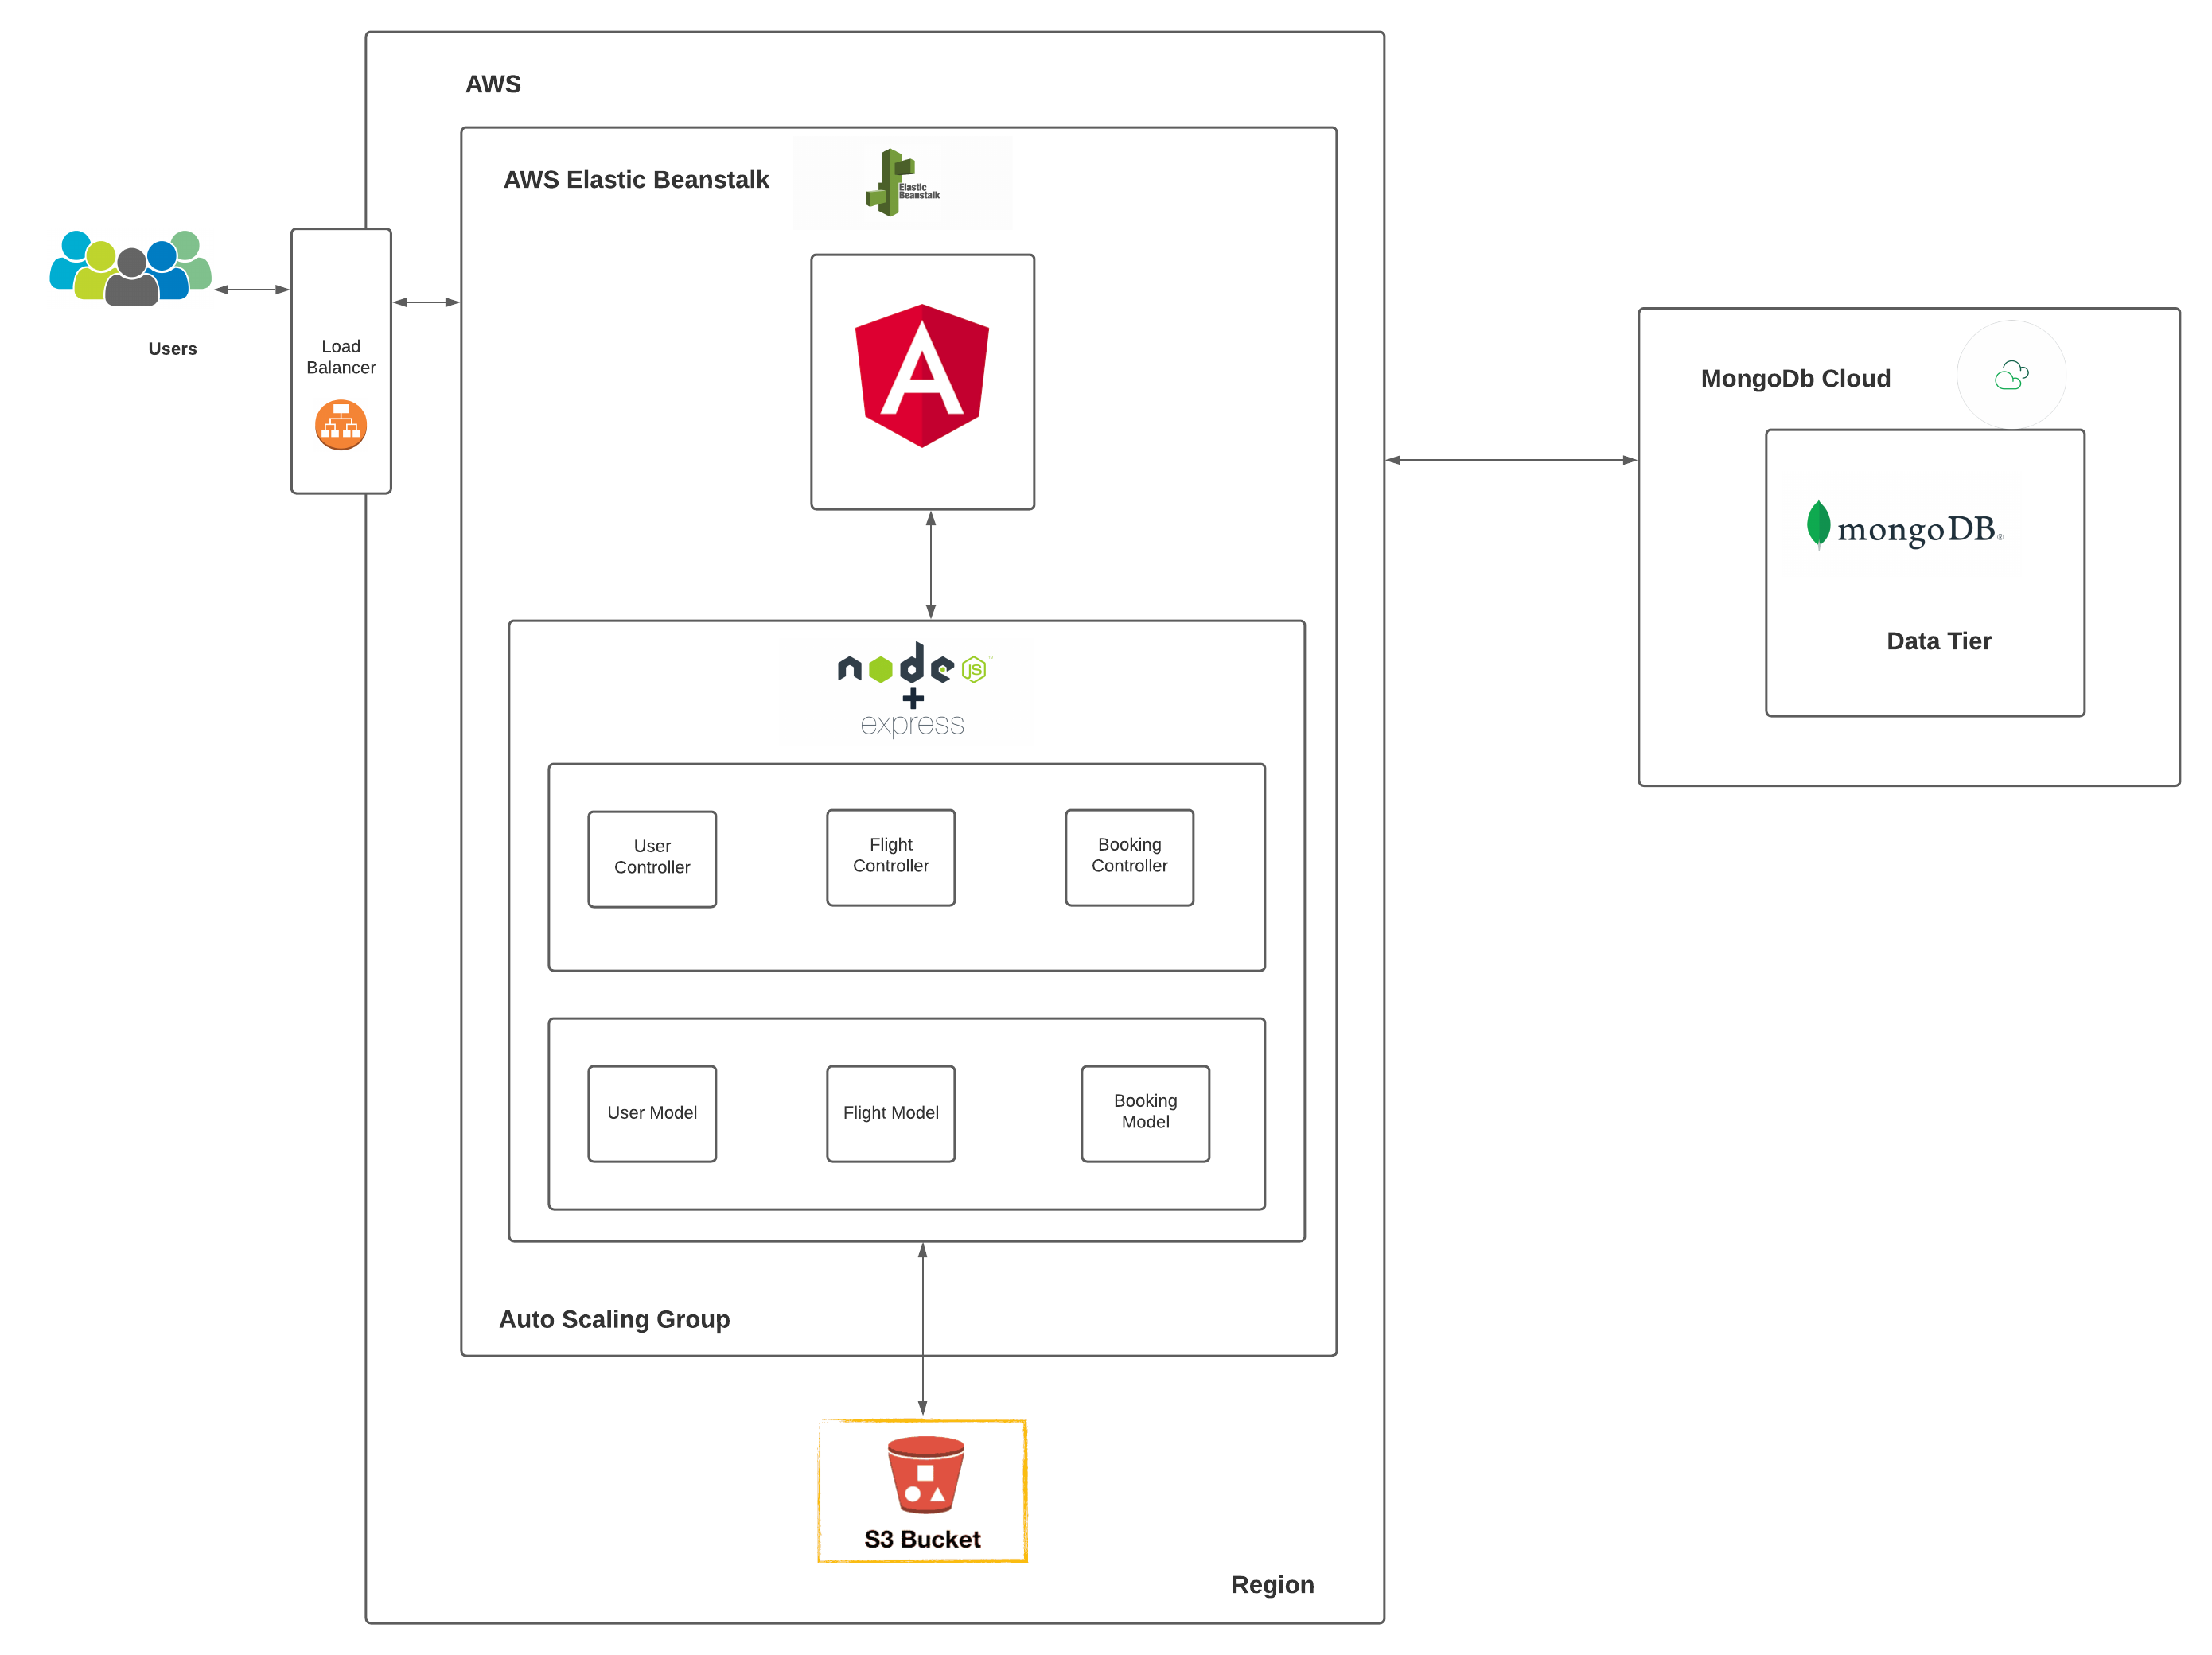 AWS
AWS Elastic Beanstalk
Elastic
Beanstalk
Users
Load
Balancer
MongoDb Cloud
mongoDB®
Data Tier
node JS™
+
express
User
Controller
Flight
Controller
Booking
Controller
User Model
Flight Model
Booking
Model
Auto Scaling Group
S3 Bucket
Region